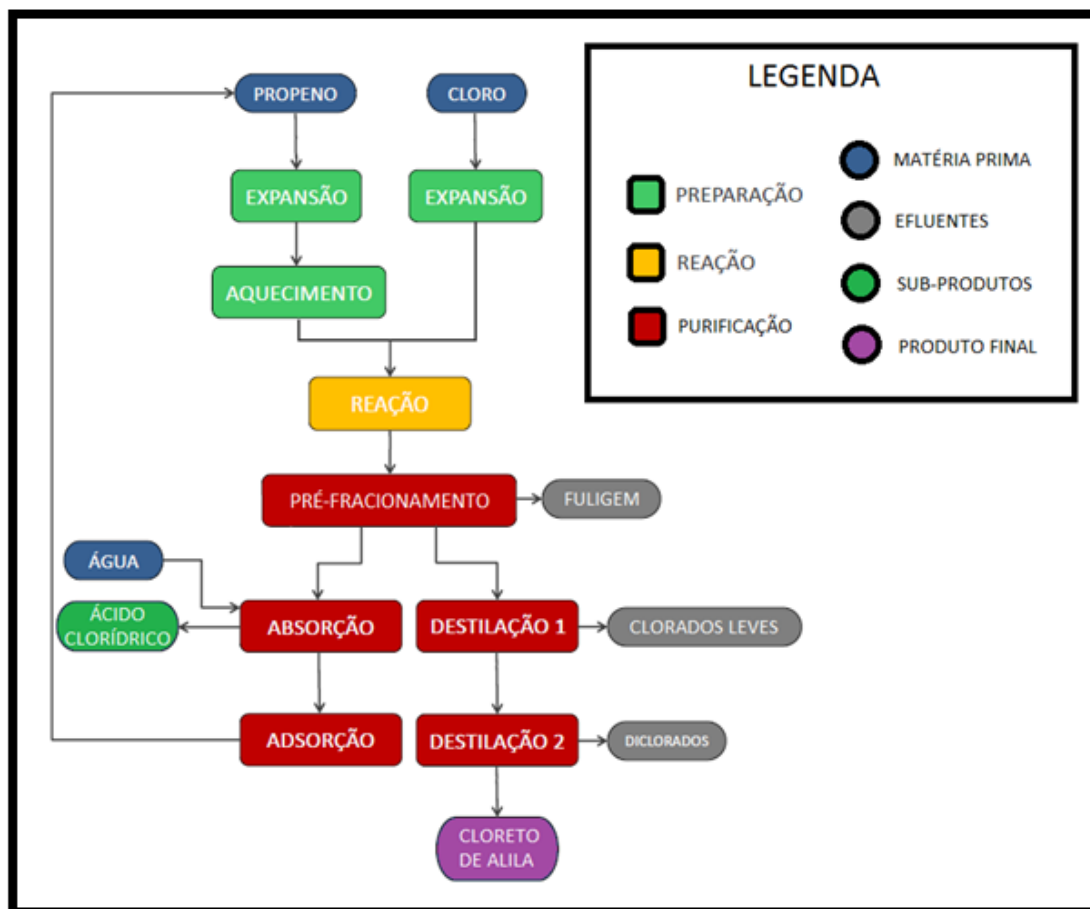 LEGENDA
PROPENO
CLORO
MATÉRIA PRIMA
EXPANSÃO
EXPANSÃO
PREPARAÇÃO
EFLUENTES
REAÇÃO
SUB-PRODUTOS
AQUECIMENTO
PURIFICAÇÃO
PRODUTO FINAL
REAÇÃO
PRÉ-FRACIONAMENTO
FULIGEM
ÁGUA
ÁCIDO
CLORÍDRICO
ABSORÇÃO
DESTILAÇÃO 1
CLORADOS LEVES
ADSORÇÃO
DESTILAÇÃO 2
DICLORADOS
CLORETO
DE ALILA